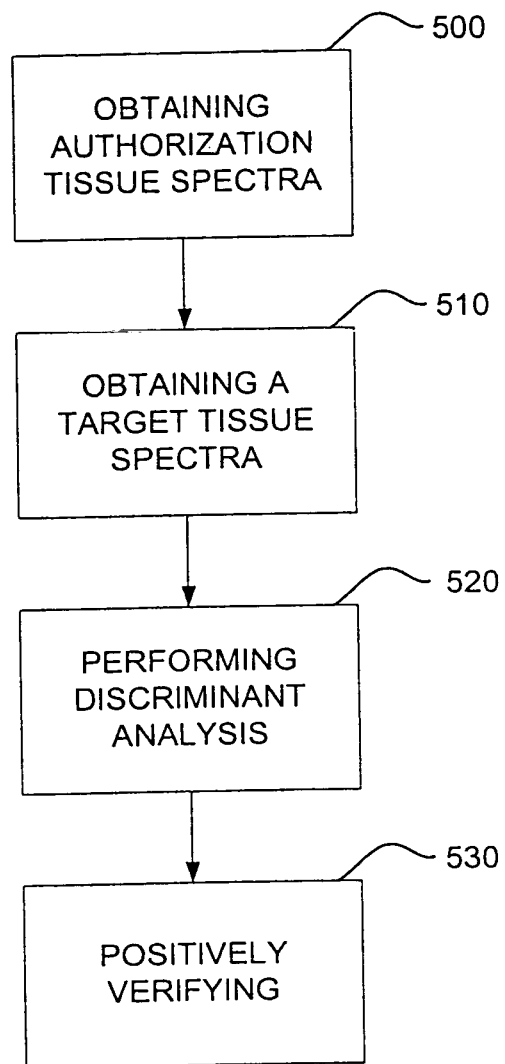 500
OBTAINING
AUTHORIZATION
TISSUE SPECTRA
510
OBTAINING A
TARGET TISSUE
SPECTRA
520
PERFORMING
DISCRIMINANT
ANALYSIS
530
POSITIVELY
VERIFYING